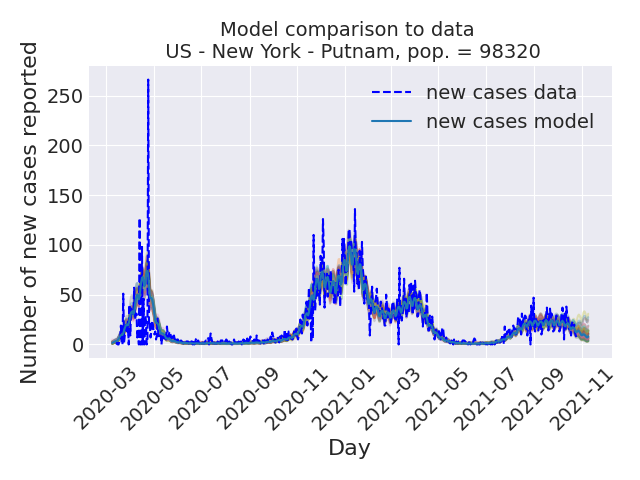 Model comparison to data
US - New York - Putnam, pop. = 98320
Number of new cases reported
250
200
150
100
50
0
new cases data
new cases model
2020-03
2020-05
2020-07
2020-09
2020-11
2021-01
2021-03
2021-05
2021-07
2021-09
2021-11
Day